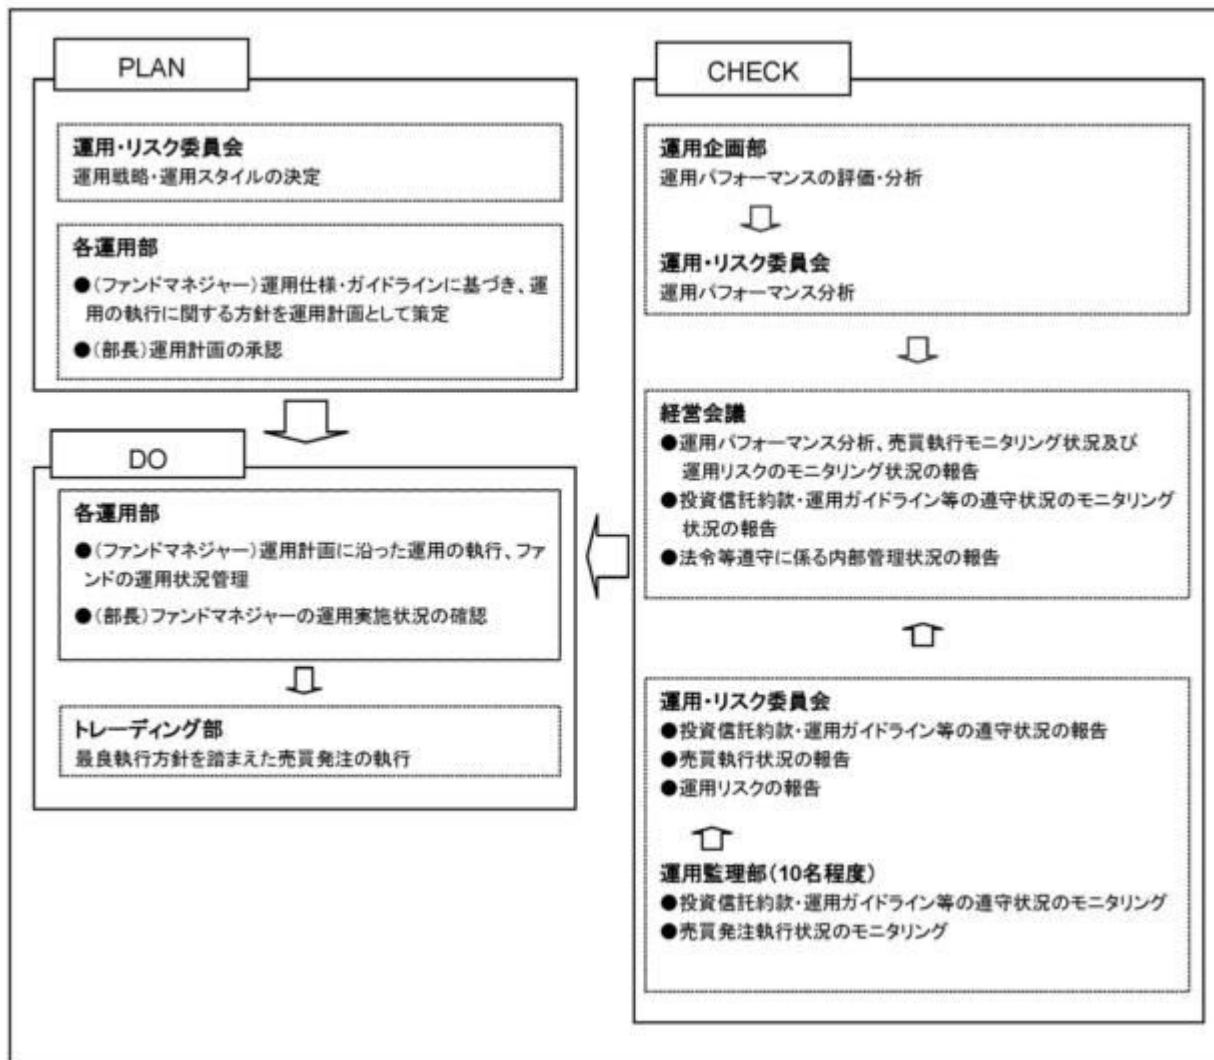 PLAN
運用・リスク委員会
運用戦略・運用スタイルの決定
各運用部
●(ファンドマネジャー)運用仕様・ガイドラインに基づき、運
用の執行に関する方針を運用計画として策定
●(部長)運用計画の承認
DO
各運用部
●(ファンドマネジャー)運用計画に沿った運用の執行、ファ
ンドの運用状況管理
●(部長)ファンドマネジャーの運用実施状況の確認
トレーディング部
最良執行方針を踏まえた売買発注の執行
CHECK
運用企画部
運用パフォーマンスの評価・分析
運用・リスク委員会
運用パフォーマンス分析
経営会議
●運用パフォーマンス分析、売買執行モニタリング状況及び
運用リスクのモニタリング状況の報告
●投資信託約款・運用ガイドライン等の遵守状況のモニタリング
状況の報告
●法令等遵守に係る内部管理状況の報告
運用・リスク委員会
●投資信託約款・運用ガイドライン等の遵守状況の報告
●売買執行状況の報告
●運用リスクの報告
運用監理部(10名程度)
●投資信託約款・運用ガイドライン等の遵守状況のモニタリング
●売買発注執行状況のモニタリング